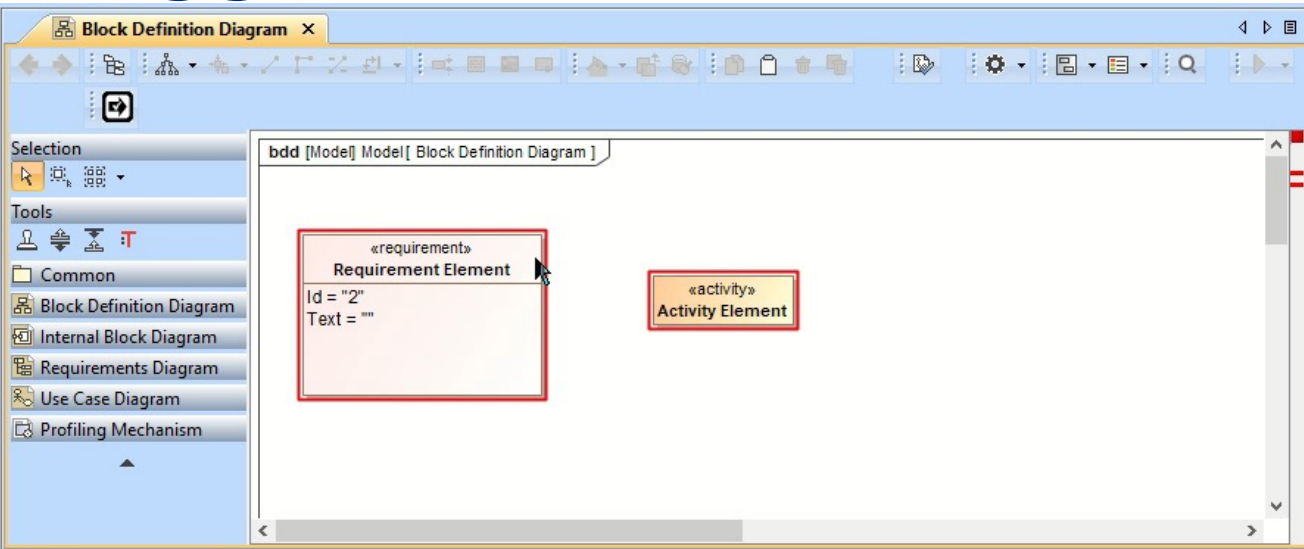 Block Definition Diagram
Selection
Tools
Common
Block Definition Diagram
Internal Block Diagram
Requirements Diagram
Use Case Diagram
Profiling Mechanism
bdd [Model] Model[ Block Definition Diagram ]
«requirement»
Requirement Element
Id = "2"
Text = ""
«activity»
Activity Element